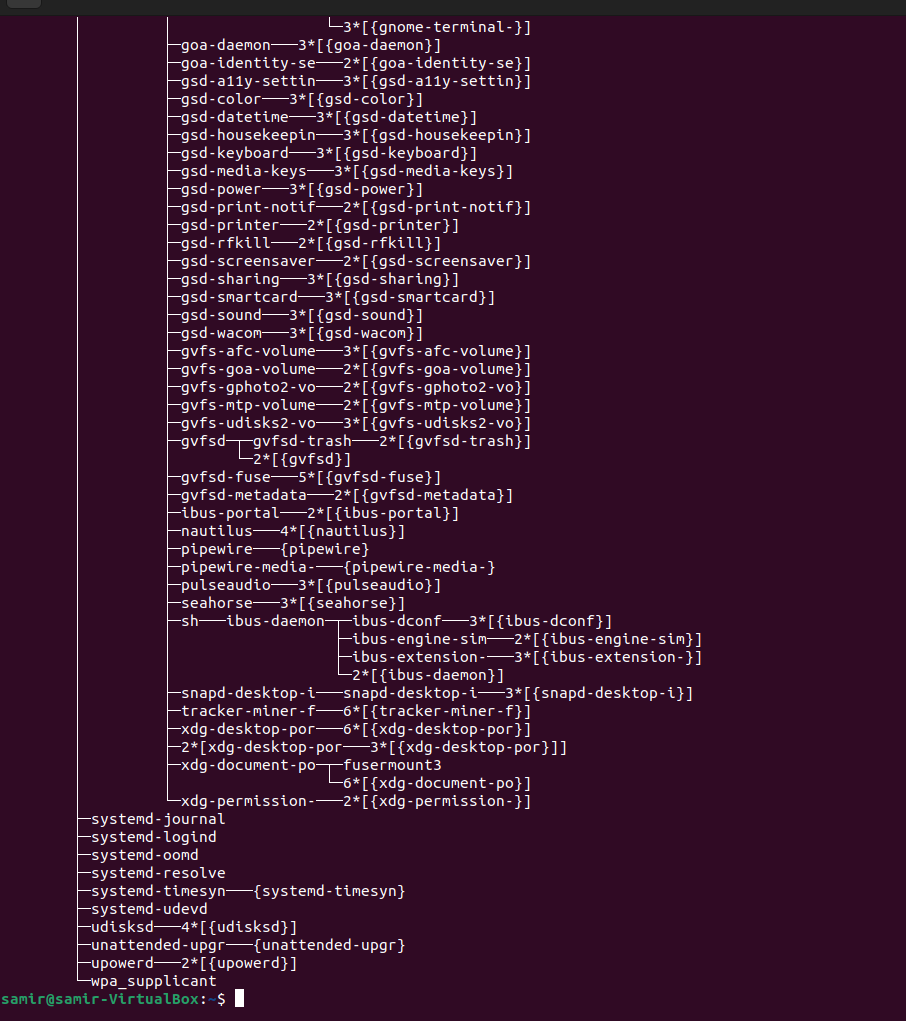 │         │                 └─3*[{gnome-terminal-}]
│         ├─goa-daemon───3*[{goa-daemon}]
│         ├─goa-identity-se───2*[{goa-identity-se}]
│         ├─gsd-a11y-settin───3*[{gsd-a11y-settin}]
│         ├─gsd-color───3*[{gsd-color}]
│         ├─gsd-datetime───3*[{gsd-datetime}]
│         ├─gsd-housekeepin───3*[{gsd-housekeepin}]
│         ├─gsd-keyboard───3*[{gsd-keyboard}]
│         ├─gsd-media-keys───3*[{gsd-media-keys}]
│         ├─gsd-power───3*[{gsd-power}]
│         ├─gsd-print-notif───2*[{gsd-print-notif}]
│         ├─gsd-printer───2*[{gsd-printer}]
│         ├─gsd-rfkill───2*[{gsd-rfkill}]
│         ├─gsd-screensaver───2*[{gsd-screensaver}]
│         ├─gsd-sharing───3*[{gsd-sharing}]
│         ├─gsd-smartcard───3*[{gsd-smartcard}]
│         ├─gsd-sound───3*[{gsd-sound}]
│         ├─gsd-wacom───3*[{gsd-wacom}]
│         ├─gvfs-afc-volume───3*[{gvfs-afc-volume}]
│         ├─gvfs-goa-volume───2*[{gvfs-goa-volume}]
│         ├─gvfs-gphoto2-vo───2*[{gvfs-gphoto2-vo}]
│         ├─gvfs-mtp-volume───2*[{gvfs-mtp-volume}]
│         ├─gvfs-udisks2-vo───3*[{gvfs-udisks2-vo}]
│         ├─gvfsd─┬─gvfsd-trash───2*[{gvfsd-trash}]
│         │       └─2*[{gvfsd}]
│         ├─gvfsd-fuse───5*[{gvfsd-fuse}]
│         ├─gvfsd-metadata───2*[{gvfsd-metadata}]
│         ├─ibus-portal───2*[{ibus-portal}]
│         ├─nautilus───4*[{nautilus}]
│         ├─pipewire───{pipewire}
│         ├─pipewire-media-───{pipewire-media-}
│         ├─pulseaudio───3*[{pulseaudio}]
│         ├─seahorse───3*[{seahorse}]
│         ├─sh───ibus-daemon─┬─ibus-dconf───3*[{ibus-dconf}]
│         │                  ├─ibus-engine-sim───2*[{ibus-engine-sim}]
│         │                  ├─ibus-extension-───3*[{ibus-extension-}]
│         │                  └─2*[{ibus-daemon}]
│         ├─snapd-desktop-i───snapd-desktop-i───3*[{snapd-desktop-i}]
│         ├─tracker-miner-f───6*[{tracker-miner-f}]
│         ├─xdg-desktop-por───6*[{xdg-desktop-por}]
│         ├─2*[xdg-desktop-por───3*[{xdg-desktop-por}]]
│         ├─xdg-document-po─┬─fusermount3
│         │                 └─6*[{xdg-document-po}]
│         └─xdg-permission-───2*[{xdg-permission-}]
├─systemd-journal
├─systemd-logind
├─systemd-oomd
├─systemd-resolve
├─systemd-timesyn───{systemd-timesyn}
├─systemd-udevd
├─udisksd───4*[{udisksd}]
├─unattended-upgr───{unattended-upgr}
├─upowerd───2*[{upowerd}]
└─wpa_supplicant
samir@samir-VirtualBox:~$